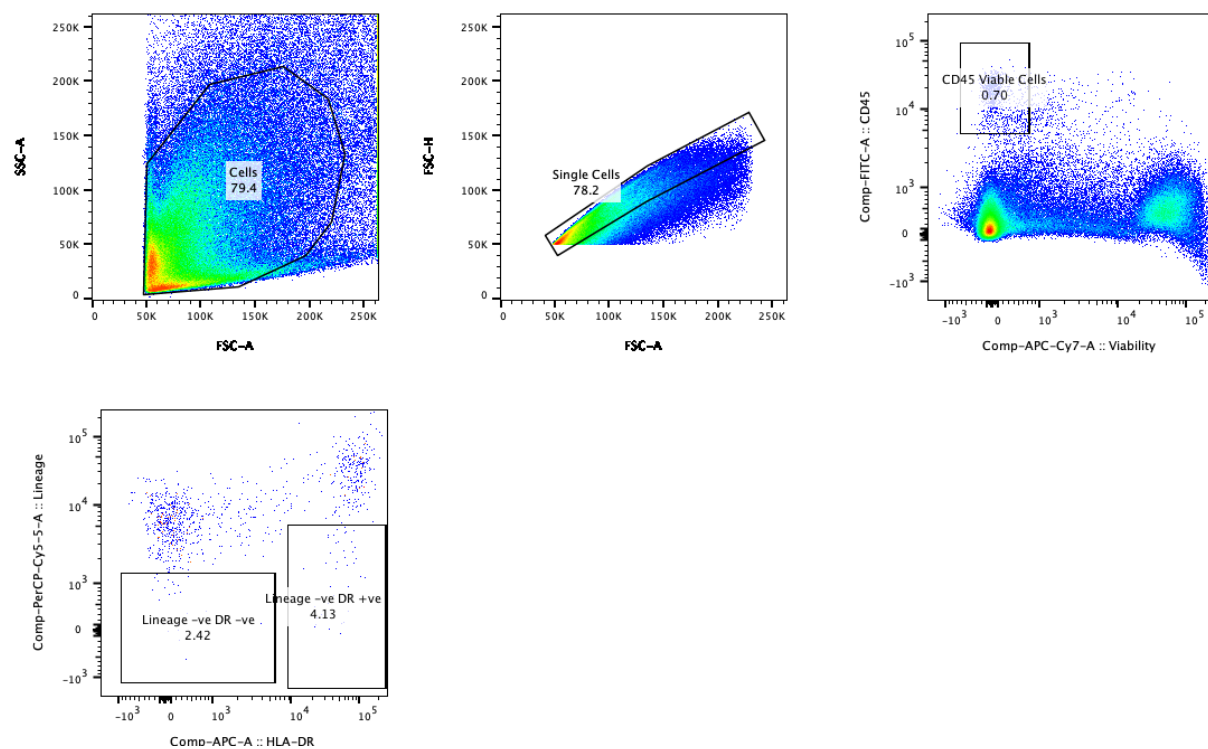 250K
200K
150K
100K
50K
0
SSC-A
Cells
79.4
0 50K 100K 150K 200K 250K
FSC-A
250K
200K
150K
100K
50K
0
FSC-H
Single Cells
78.2
0 50K 100K 150K 200K 250K
FSC-A
10^5
10^4
10^3
0
-10^3
Comp-FITC-A :: CD45
CD45 Viable Cells
0.70
-10^3 0 10^3 10^4 10^5
Comp-APC-Cy7-A :: Viability
10^5
10^4
10^3
0
-10^3
Comp-PerCP-Cy5-5-A :: Lineage
Lineage -ve DR -ve
2.42
Lineage -ve DR +ve
4.13
-10^3 0 10^3 10^4 10^5
Comp-APC-A :: HLA-DR